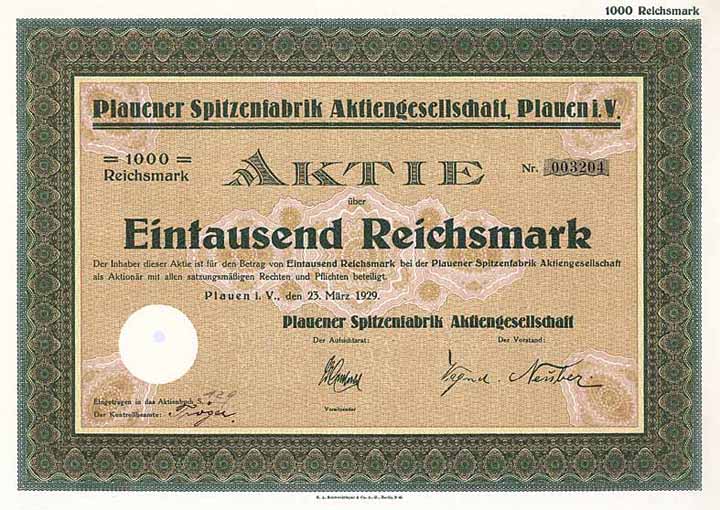 1000 Reichsmark
Plauener Spitzenfabrik Aktiengesellschaft, Plauen i. V.
= 1000 =
Reichsmark
AKTIE
Nr. 003204
über
Eintausend Reichsmark
Der Inhaber dieser Aktie ist für den Betrag von Eintausend Reichsmark bei der Plauener Spitzenfabrik Aktiengesellschaft
als Aktionär mit allen satzungsmäßigen Rechten und Pflichten beteiligt.
Plauen i. V., den 23. März 1929.
Plauener Spitzenfabrik Aktiengesellschaft
Der Aufsichtsrat:
Der Vorstand:
Neuber
Vorsitzender
Eingetragen in das Aktienbuch S. 129
Der Kontrollbeamte: Tröger